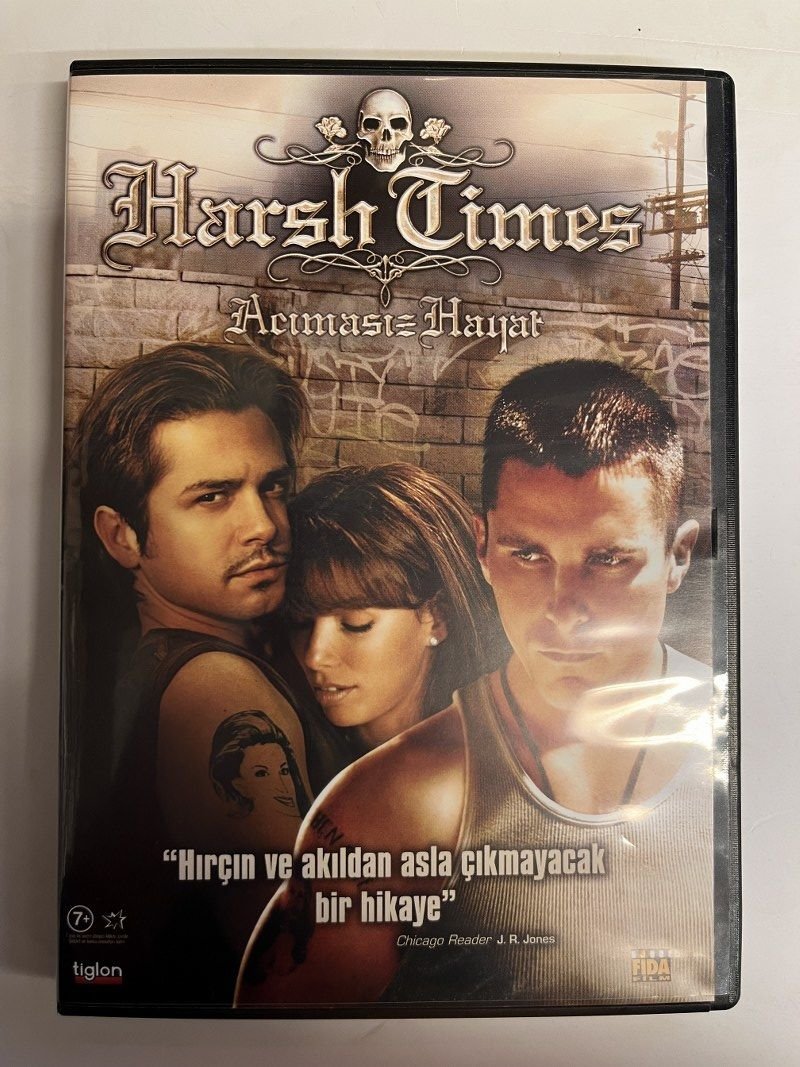 Harsh Times
Acımasız Hayat
"Hırçın ve akıldan asla çıkmayacak
bir hikaye"
Chicago Reader J. R. Jones
7+
tiglon
FIDA
FILM